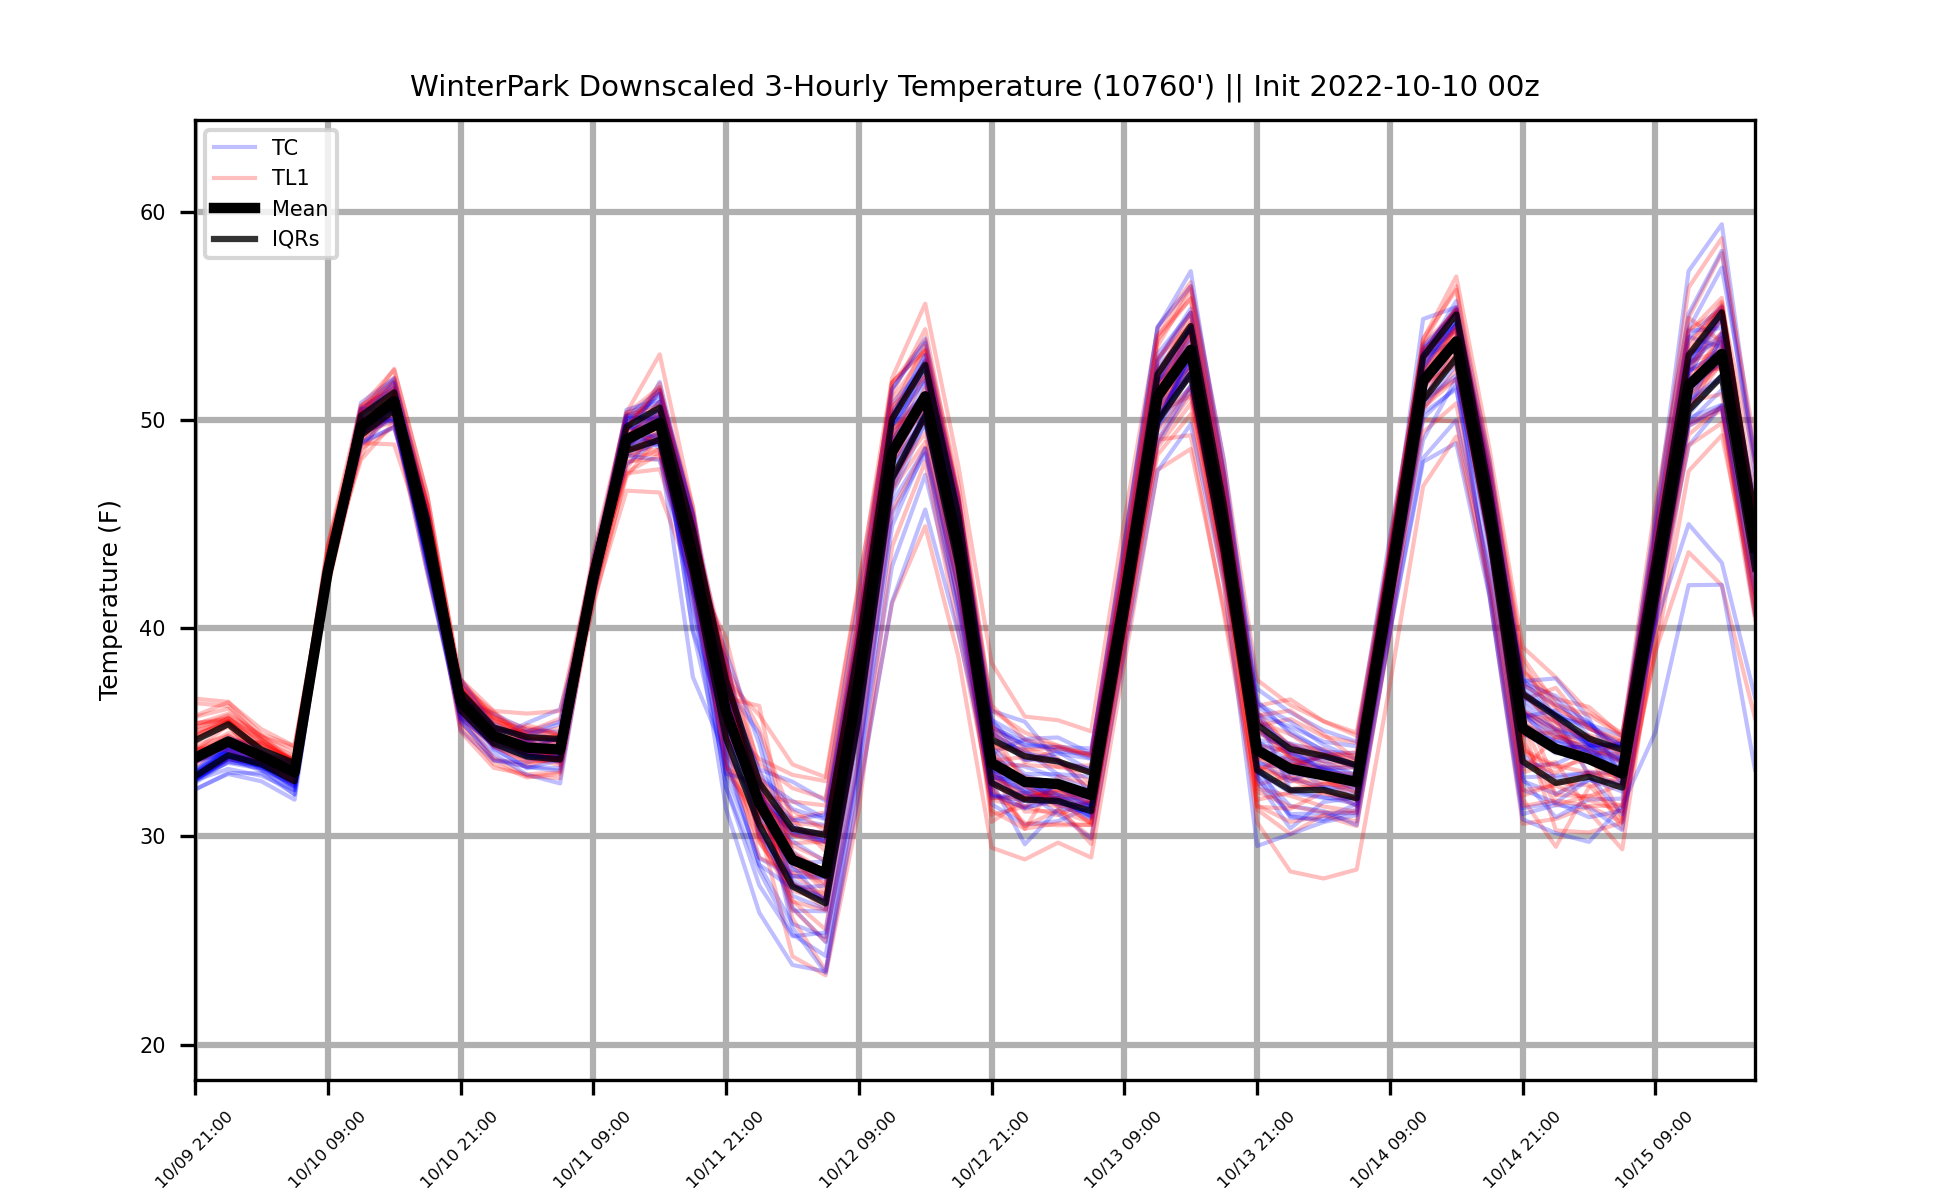 WinterPark Downscaled 3-Hourly Temperature (10760') || Init 2022-10-10 00z
TC
TL1
Mean
IQRs
Temperature (F)
60
50
40
30
20
10/09 21:00
10/10 09:00
10/10 21:00
10/11 09:00
10/11 21:00
10/12 09:00
10/12 21:00
10/13 09:00
10/13 21:00
10/14 09:00
10/14 21:00
10/15 09:00